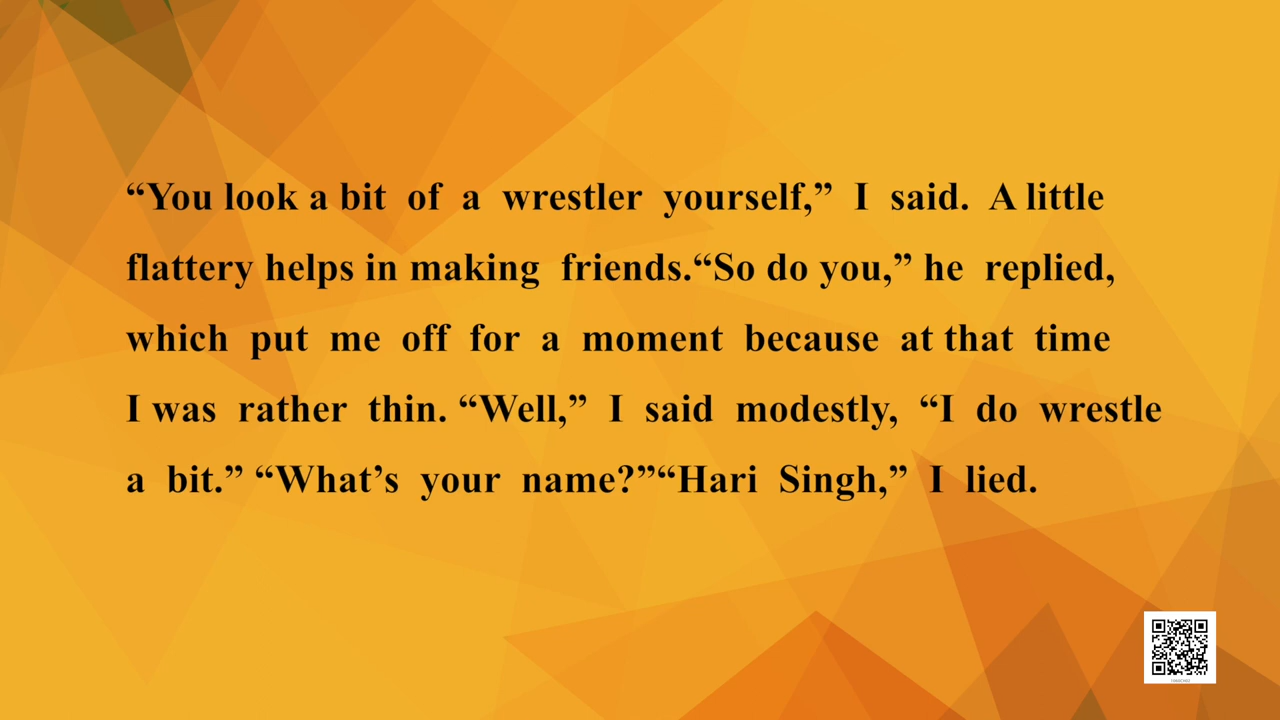 “You look a bit of a wrestler yourself,” I said. A little
flattery helps in making friends.“So do you,” he replied,
which put me off for a moment because at that time
I was rather thin. “Well,” I said modestly, “I do wrestle
a bit.” “What’s your name?”“Hari Singh,” I lied.